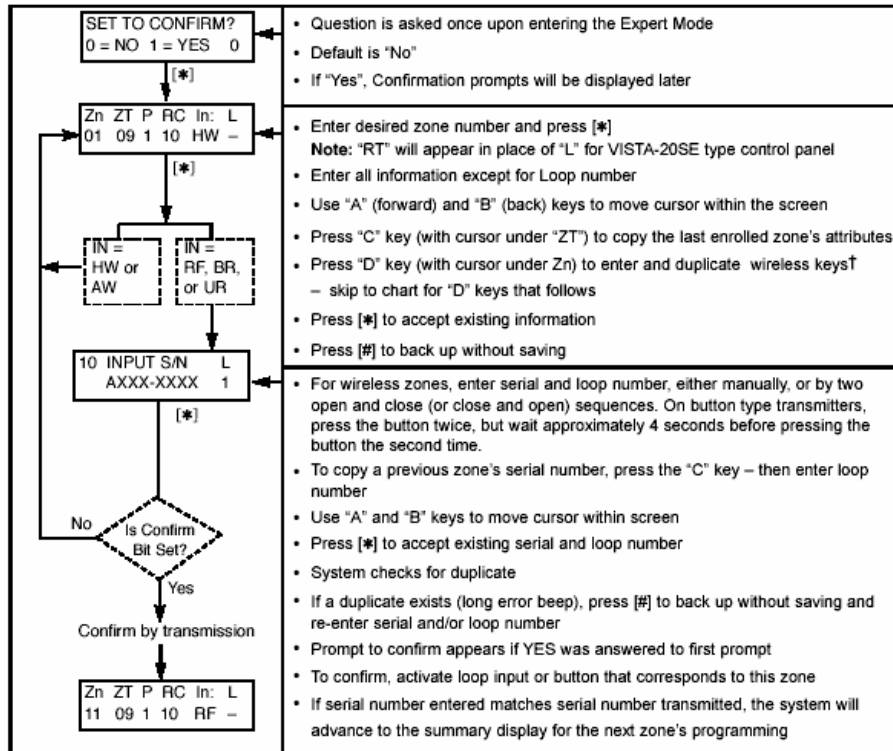 SET TO CONFIRM?
0 = NO 1 = YES 0
[*]
Zn ZT P RC In: L
01 09 1 10 HW –
[*]
IN =
HW or
AW
IN =
RF, BR,
or UR
10 INPUT S/N L
AXXX-XXXX 1
[*]
No
Is Confirm
Bit Set?
Yes
Confirm by transmission
Zn ZT P RC In: L
11 09 1 10 RF –
• Question is asked once upon entering the Expert Mode
• Default is “No”
• If “Yes”, Confirmation prompts will be displayed later
• Enter desired zone number and press [*]
Note: “RT” will appear in place of “L” for VISTA-20SE type control panel
• Enter all information except for Loop number
• Use “A” (forward) and “B” (back) keys to move cursor within the screen
• Press “C” key (with cursor under “ZT”) to copy the last enrolled zone’s attributes
• Press “D” key (with cursor under Zn) to enter and duplicate wireless keys†
– skip to chart for “D” keys that follows
• Press [*] to accept existing information
• Press [#] to back up without saving
• For wireless zones, enter serial and loop number, either manually, or by two
open and close (or close and open) sequences. On button type transmitters,
press the button twice, but wait approximately 4 seconds before pressing the
button the second time.
• To copy a previous zone’s serial number, press the “C” key – then enter loop
number
• Use “A” and “B” keys to move cursor within screen
• Press [*] to accept existing serial and loop number
• System checks for duplicate
• If a duplicate exists (long error beep), press [#] to back up without saving and
re-enter serial and/or loop number
• Prompt to confirm appears if YES was answered to first prompt
• To confirm, activate loop input or button that corresponds to this zone
• If serial number entered matches serial number transmitted, the system will
advance to the summary display for the next zone’s programming